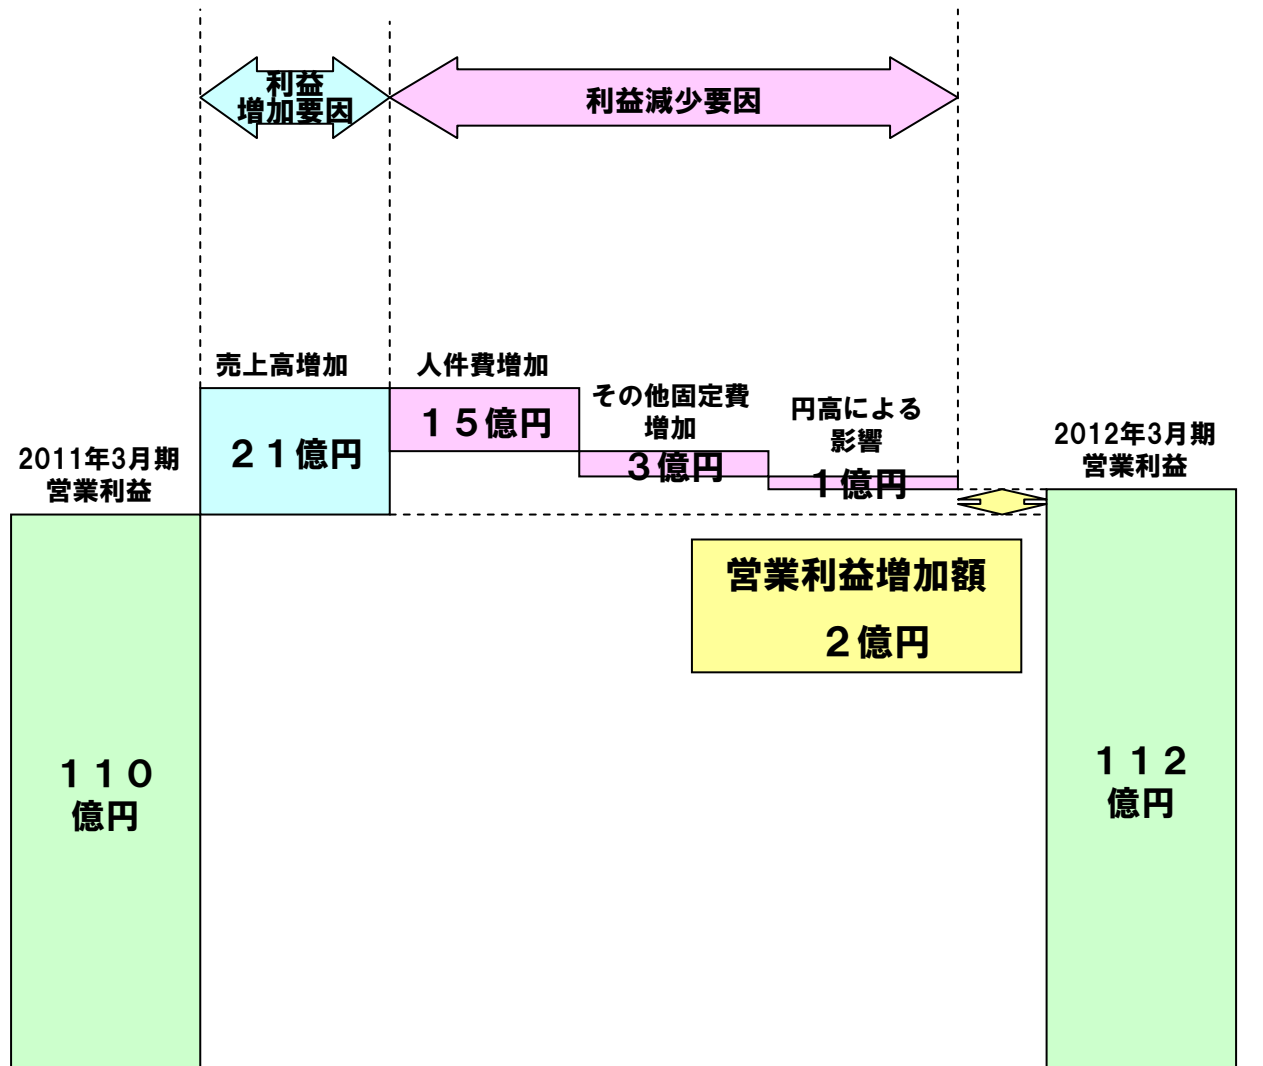 利益
増加要因
利益減少要因
売上高増加
人件費増加
その他固定費
増加
円高による
影響
2011年3月期
営業利益
2012年3月期
営業利益
２１億円
１５億円
３億円
１億円
営業利益増加額
２億円
１１０
億円
１１２
億円